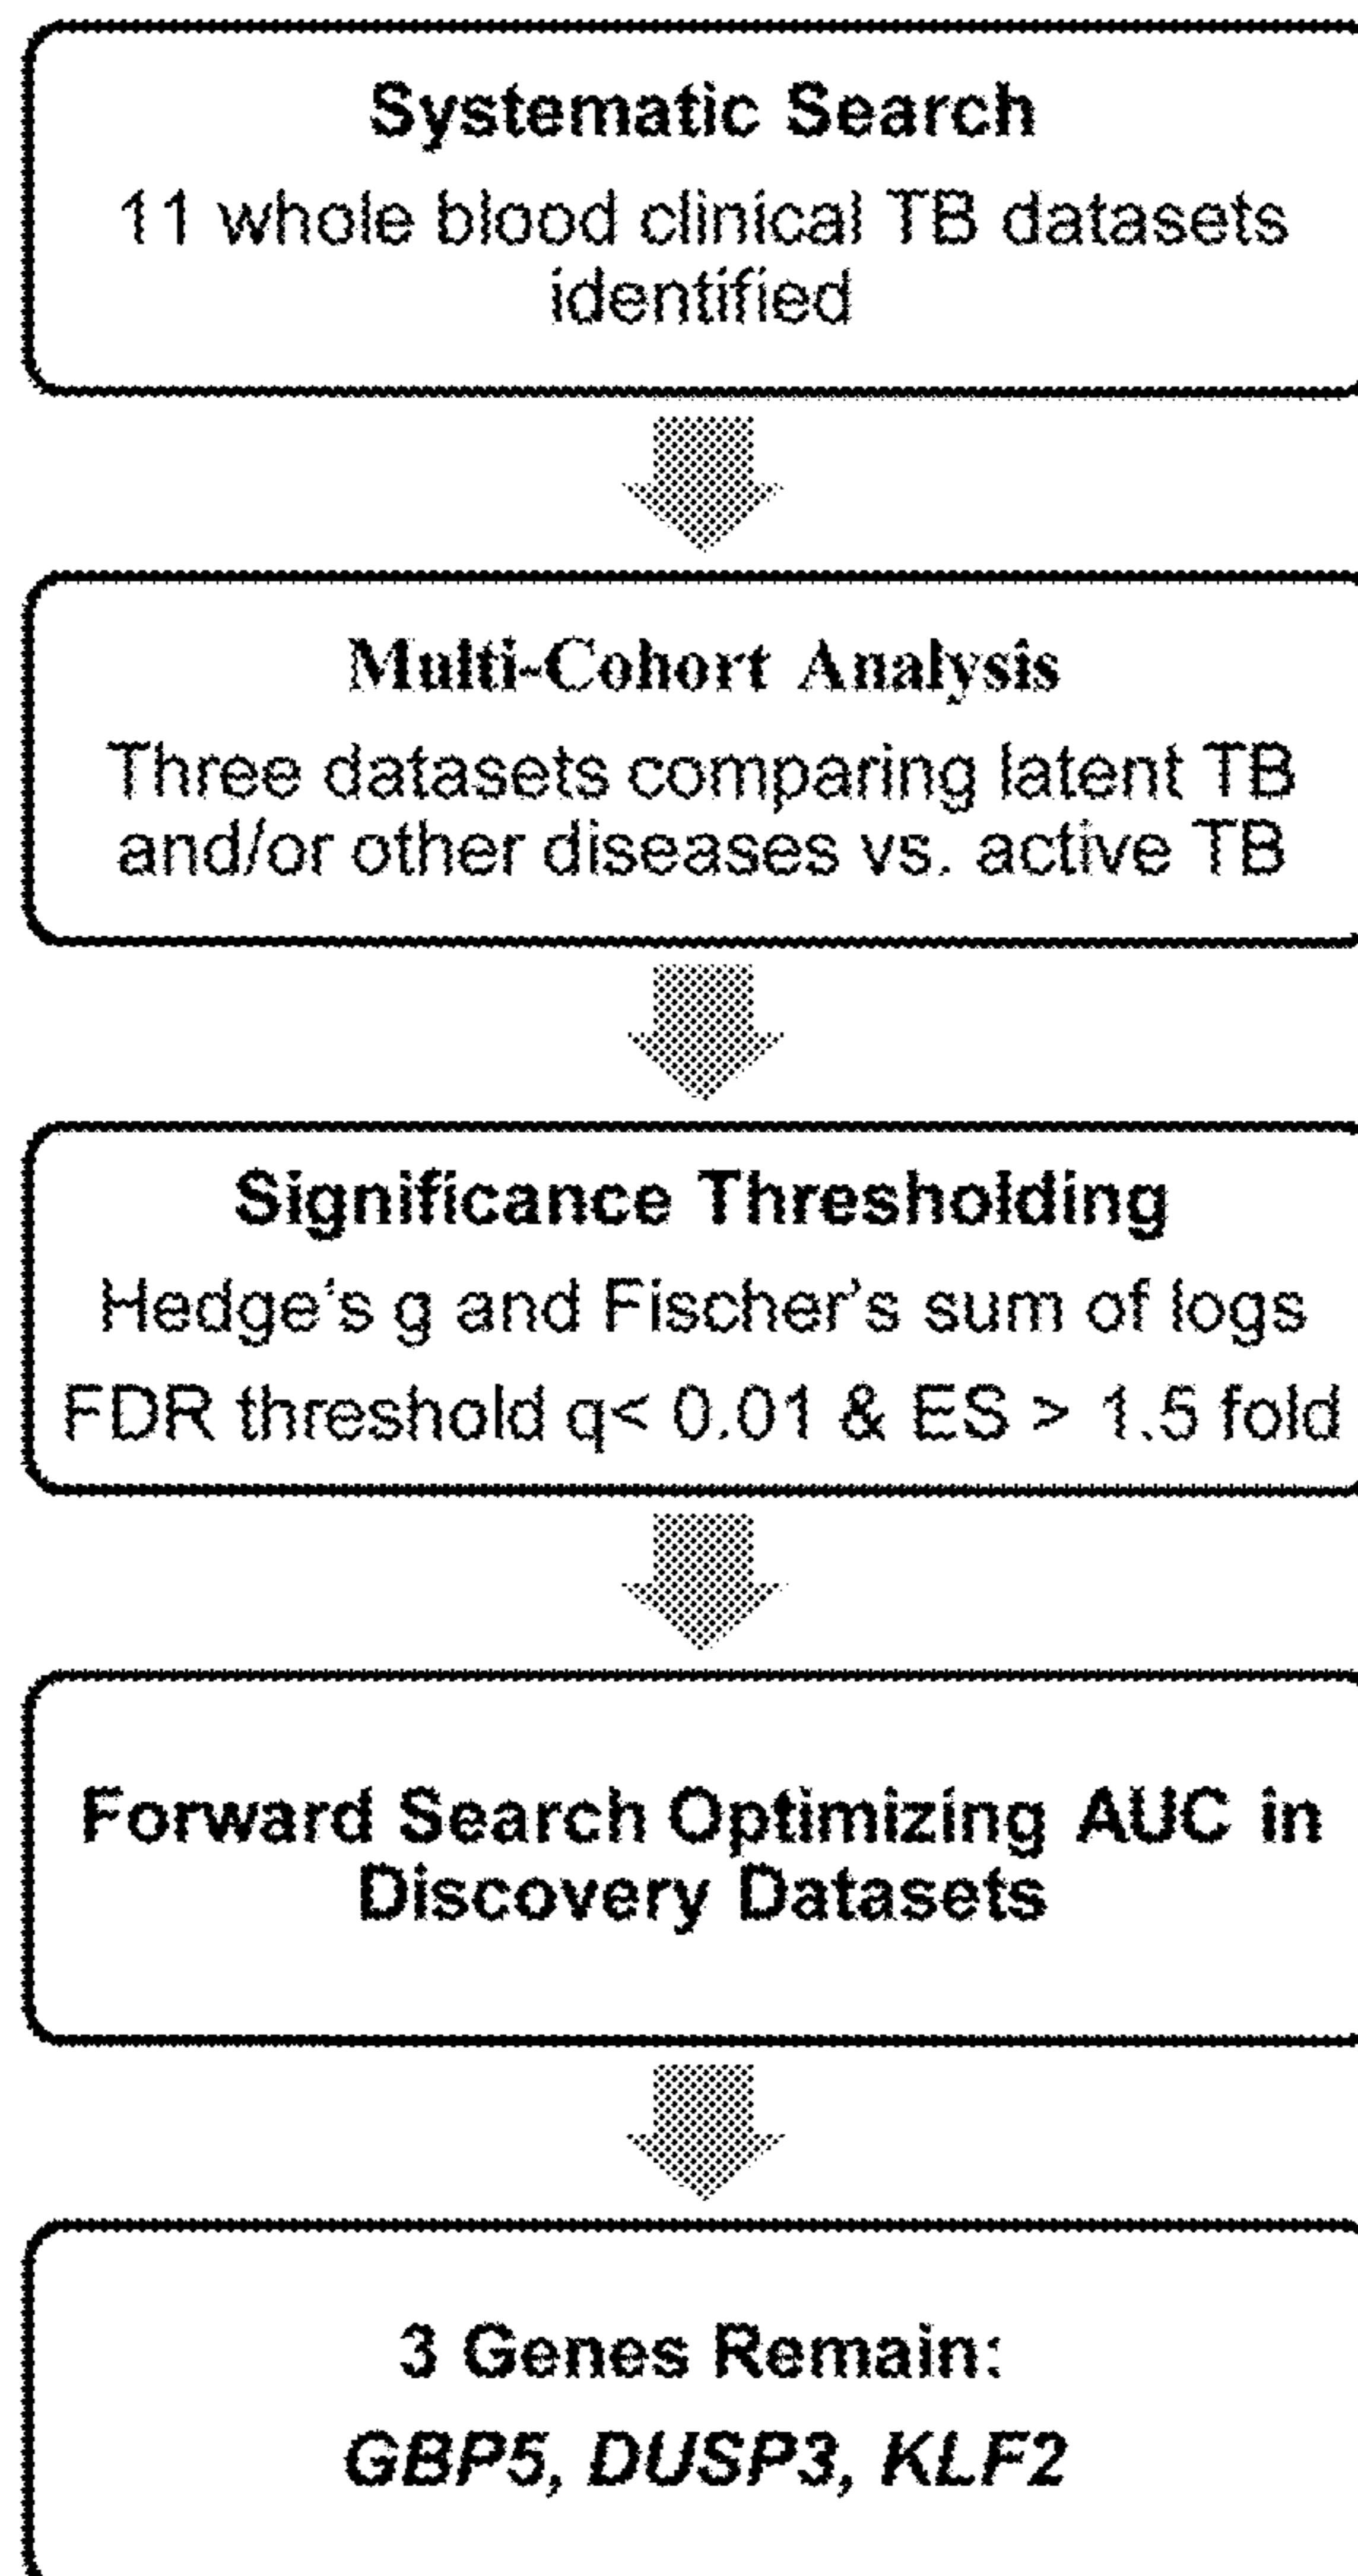 Systematic Search
11 whole blood clinical TB datasets
identified
Multi-Cohort Analysis
Three datasets comparing latent TB
and/or other diseases vs. active TB
Significance Thresholding
Hedge's g and Fischer's sum of logs
FDR threshold q< 0.01 & ES > 1.5 fold
Forward Search Optimizing AUC in
Discovery Datasets
3 Genes Remain:
GBP5, DUSP3, KLF2